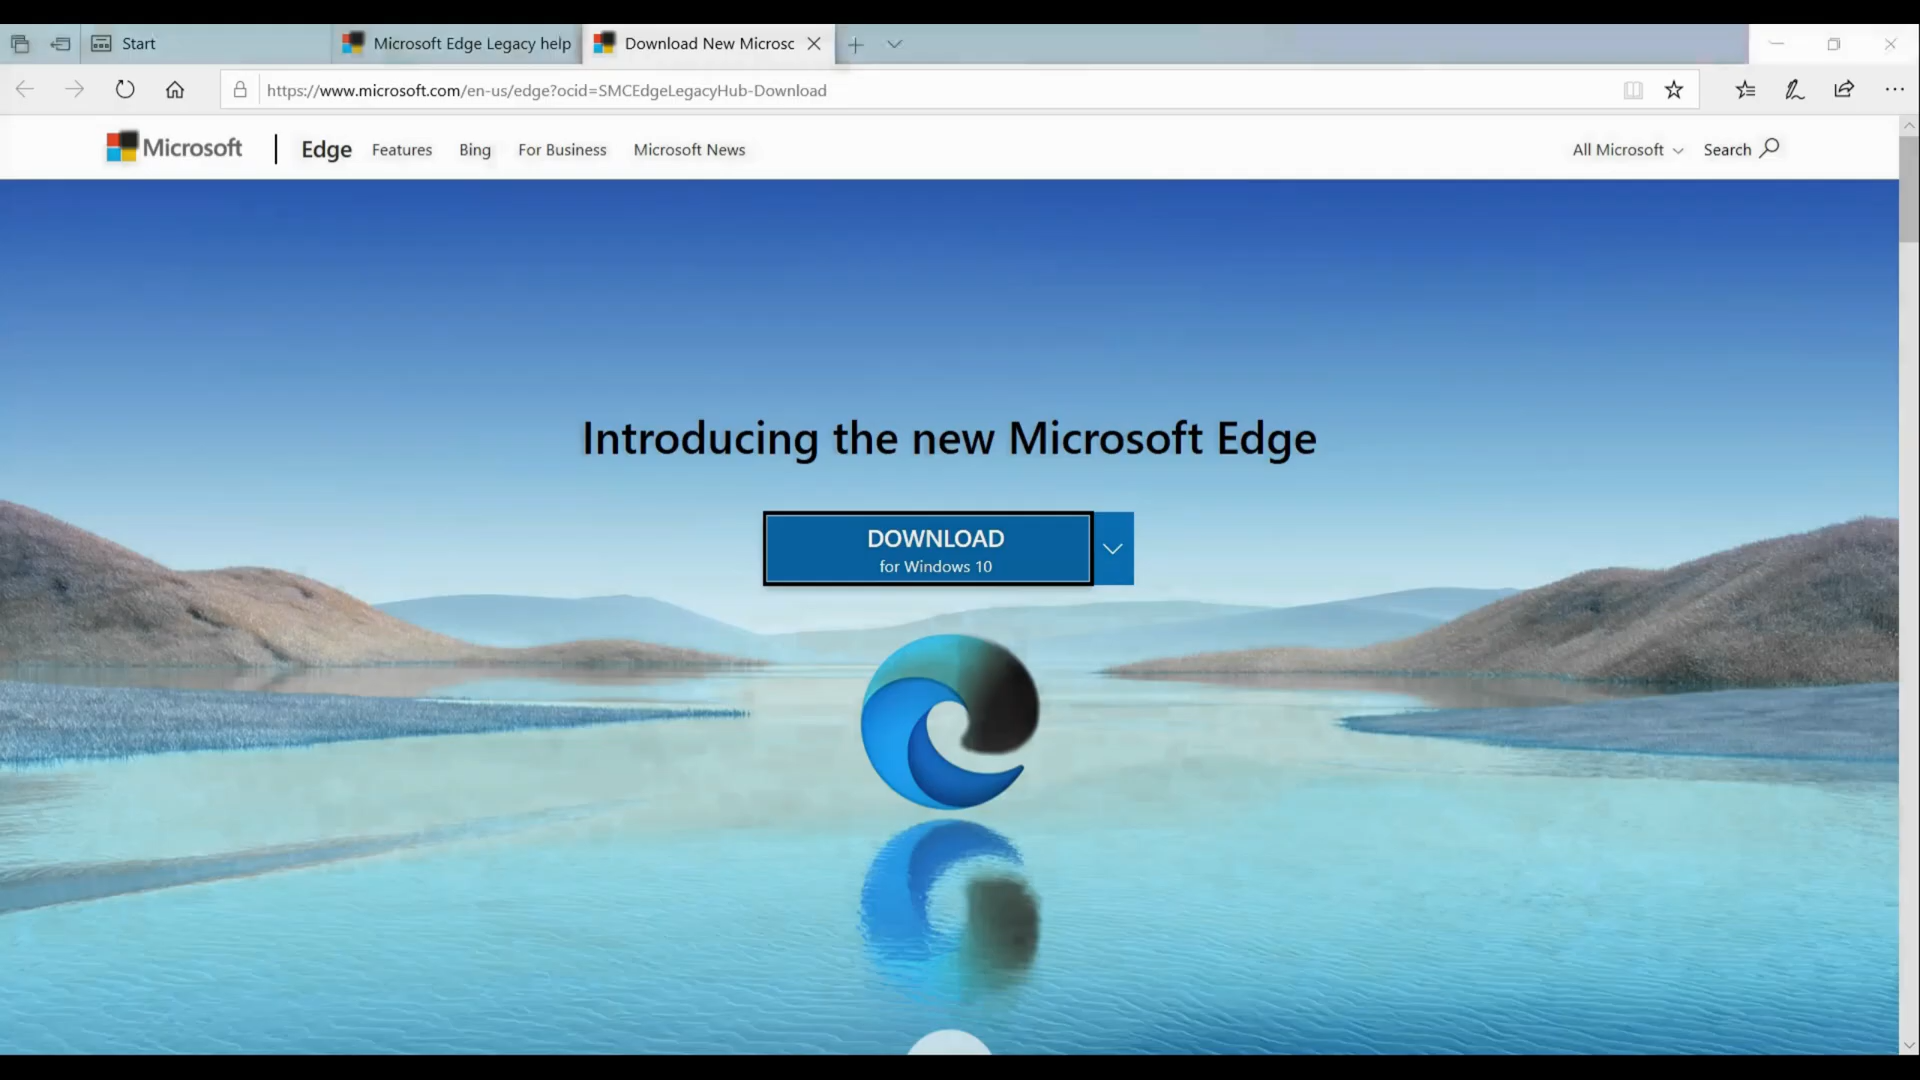 Start
Microsoft Edge Legacy help
Download New Microsc
https://www.microsoft.com/en-us/edge?ocid=SMCEdgeLegacyHub-Download
Microsoft
Edge
Features
Bing
For Business
Microsoft News
All Microsoft
Search
Introducing the new Microsoft Edge
DOWNLOAD
for Windows 10